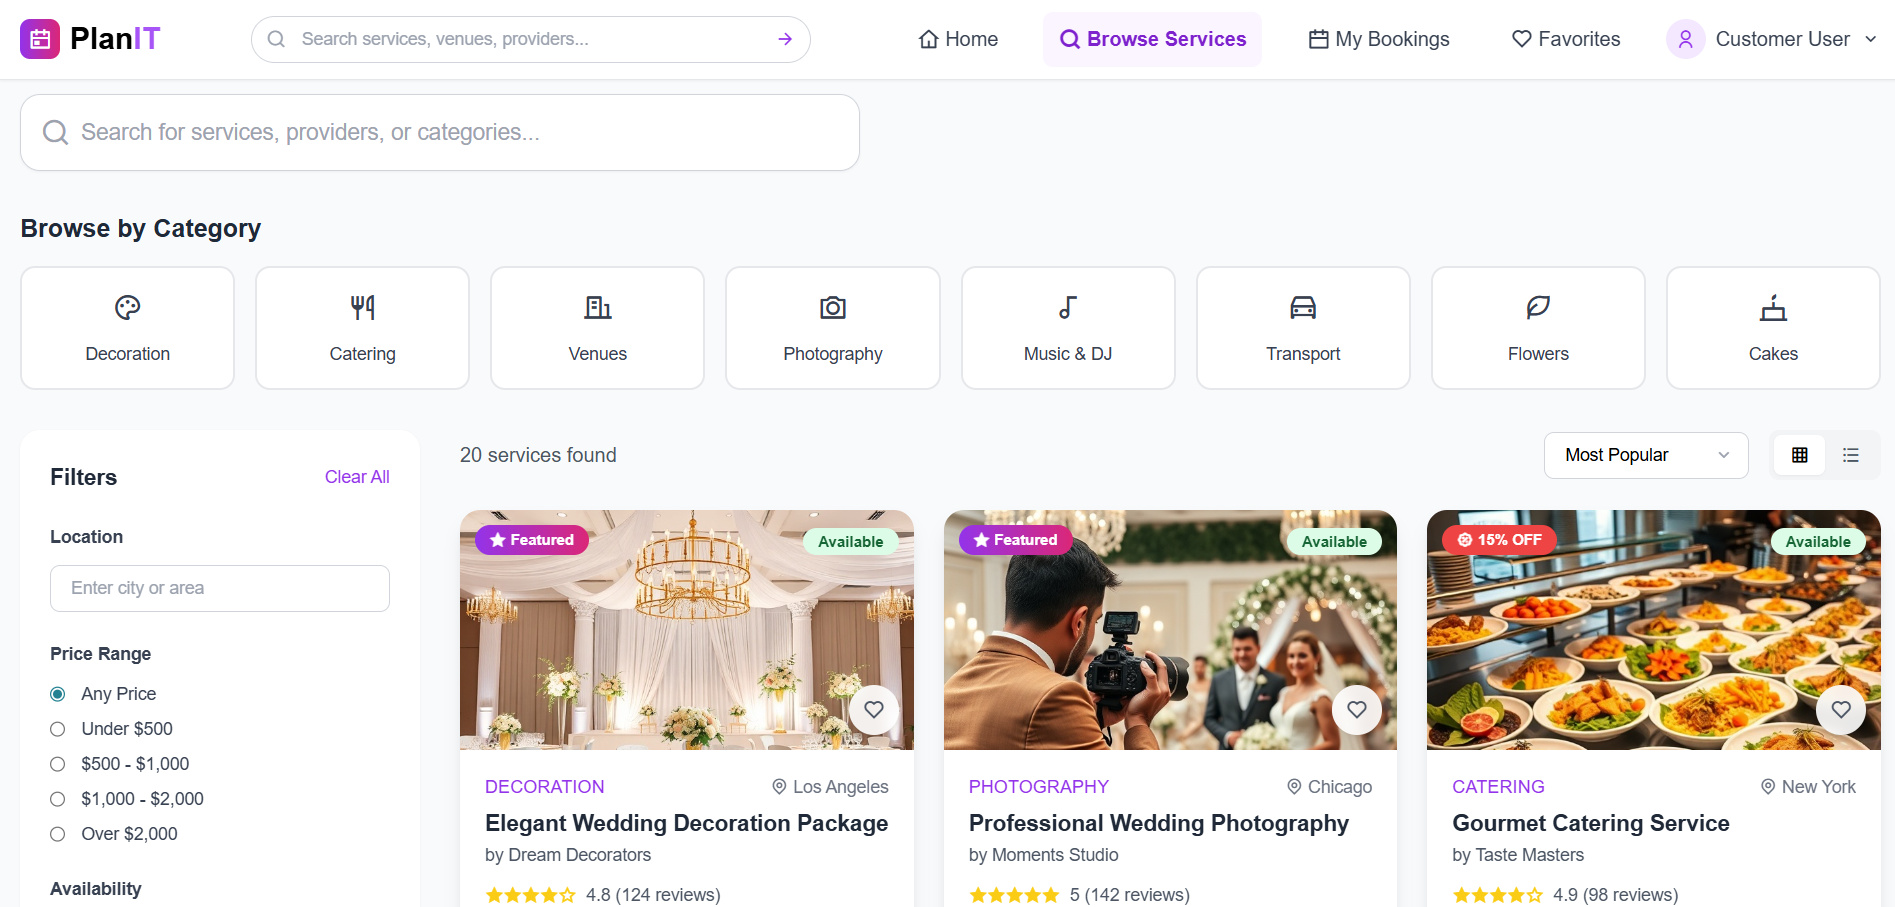 PlanIT
Search services, venues, providers...
Home
Browse Services
My Bookings
Favorites
Customer User
Search for services, providers, or categories...
Browse by Category
Decoration
Catering
Venues
Photography
Music & DJ
Transport
Flowers
Cakes
Filters
Clear All
Location
Enter city or area
Price Range
Any Price
Under $500
$500 - $1,000
$1,000 - $2,000
Over $2,000
Availability
20 services found
Most Popular
Featured
Available
DECORATION
Los Angeles
Elegant Wedding Decoration Package
by Dream Decorators
4.8 (124 reviews)
Featured
Available
PHOTOGRAPHY
Chicago
Professional Wedding Photography
by Moments Studio
5 (142 reviews)
15% OFF
Available
CATERING
New York
Gourmet Catering Service
by Taste Masters
4.9 (98 reviews)